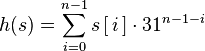 h(s) = \sum_{i=0}^{n-1} s[i] \cdot 31^{n-1-i}